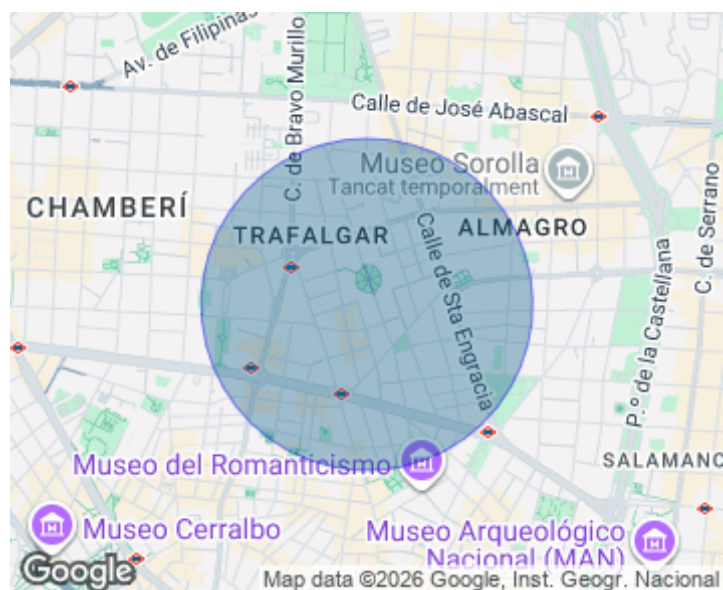 Av. de Filipinas
C. de Bravo Murillo
Calle de José Abascal
Museo Sorolla
Tancat temporalment
C. de Serrano
CHAMBERÍ
TRAFALGAR
ALMAGRO
Calle de Sta Engracia
P.º de la Castellana
Museo del Romanticismo
SALAMANC
Museo Cerralbo
Museo Arqueológico
Nacional (MAN)
Google
Map data ©2026 Google, Inst. Geogr. Nacional